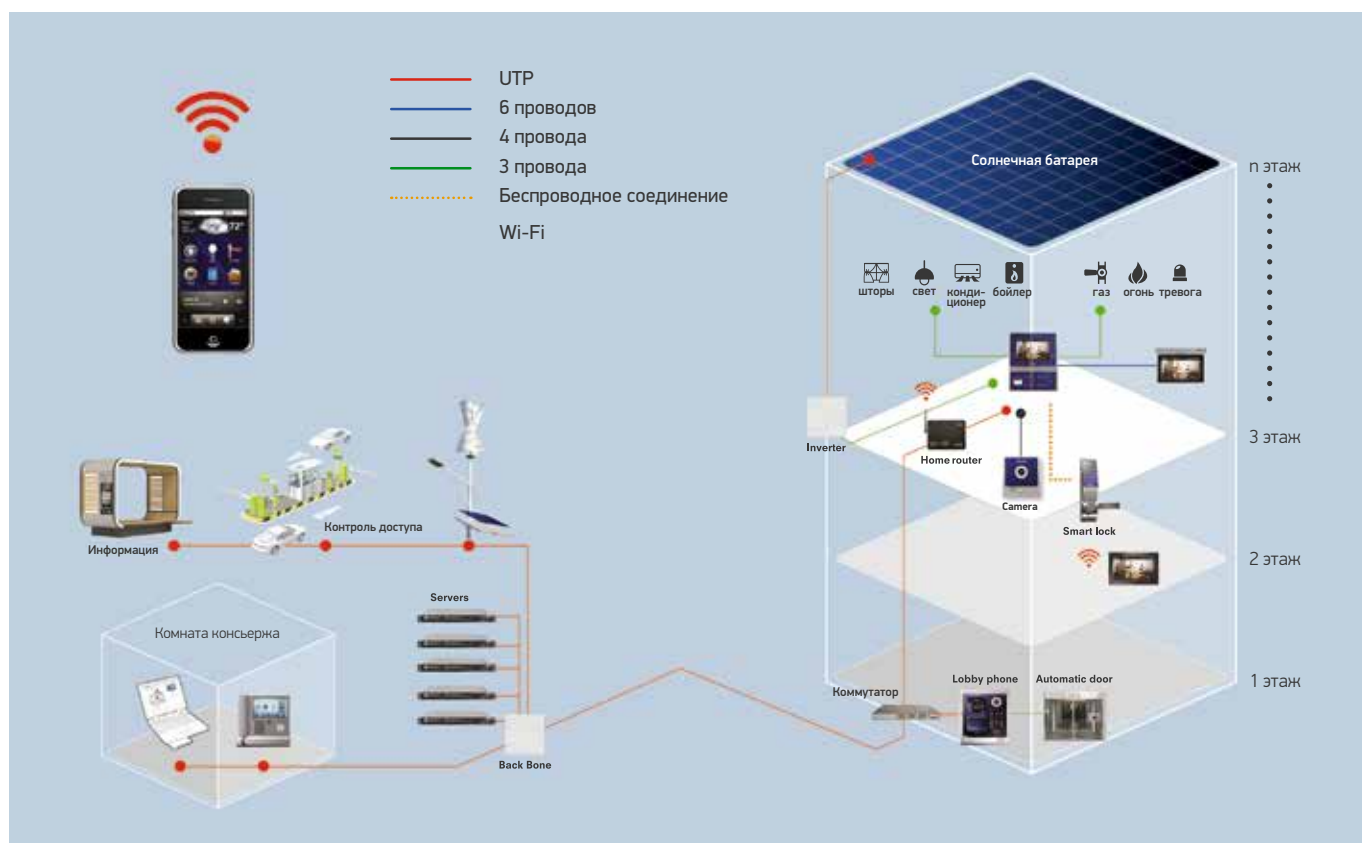 UTP
6 проводов
4 провода
3 провода
Беспроводное соединение
Wi-Fi
72°
Солнечная батарея
n этаж
шторы
свет
конди-
ционер
бойлер
газ
огонь
тревога
Inverter
Home router
Camera
Smart lock
3 этаж
2 этаж
Информация
Контроль доступа
Servers
Комната консьержа
Back Bone
Коммутатор
Lobby phone
Automatic door
1 этаж